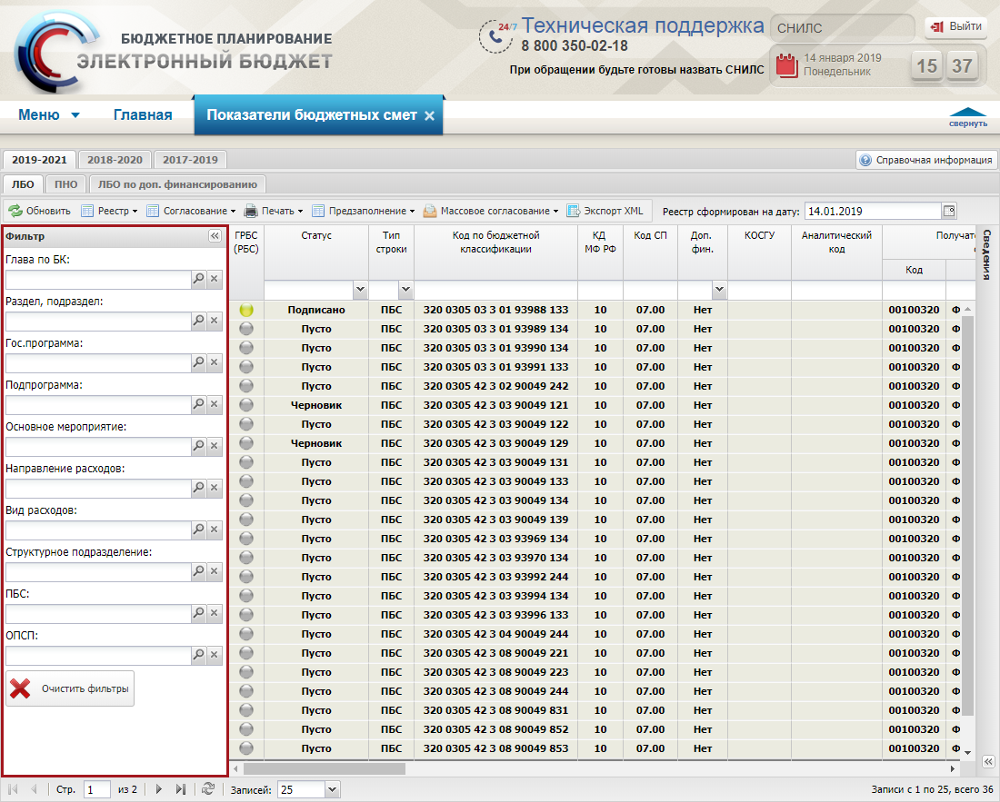 БЮДЖЕТНОЕ ПЛАНИРОВАНИЕ
ЭЛЕКТРОННЫЙ БЮДЖЕТ
24/7
Техническая поддержка
8 800 350-02-18
При обращении будьте готовы назвать СНИЛС
СНИЛС
Выйти
14 января 2019
Понедельник
15 37
Меню Главная Показатели бюджетных смет
свернуть
2019-2021 2018-2020 2017-2019
Справочная информация
ЛБО ПНО ЛБО по доп. финансированию
Обновить Реестр Согласование Печать Предзаполнение Массовое согласование Экспорт XML Реестр сформирован на дату: 14.01.2019
Фильтр
Глава по БК:
Раздел, подраздел:
Гос.программа:
Подпрограмма:
Основное мероприятие:
Направление расходов:
Вид расходов:
Структурное подразделение:
ПБС:
ОПСП:
Очистить фильтры
ГРБС (РБС) Статус Тип строки Код по бюджетной классификации КД МФ РФ Код СП Доп. фин. КОСГУ Аналитический код Получат
Код
Сведения
Подписано ПБС 320 0305 03 3 01 93988 133 10 07.00 Нет 00100320 Ф
Пусто ПБС 320 0305 03 3 01 93989 134 10 07.00 Нет 00100320 Ф
Пусто ПБС 320 0305 03 3 01 93990 134 10 07.00 Нет 00100320 Ф
Пусто ПБС 320 0305 03 3 01 93991 133 10 07.00 Нет 00100320 Ф
Пусто ПБС 320 0305 42 3 02 90049 242 10 07.00 Нет 00100320 Ф
Черновик ПБС 320 0305 42 3 03 90049 121 10 07.00 Нет 00100320 Ф
Пусто ПБС 320 0305 42 3 03 90049 122 10 07.00 Нет 00100320 Ф
Черновик ПБС 320 0305 42 3 03 90049 129 10 07.00 Нет 00100320 Ф
Пусто ПБС 320 0305 42 3 03 90049 131 10 07.00 Нет 00100320 Ф
Пусто ПБС 320 0305 42 3 03 90049 133 10 07.00 Нет 00100320 Ф
Пусто ПБС 320 0305 42 3 03 90049 134 10 07.00 Нет 00100320 Ф
Пусто ПБС 320 0305 42 3 03 90049 139 10 07.00 Нет 00100320 Ф
Пусто ПБС 320 0305 42 3 03 93969 134 10 07.00 Нет 00100320 Ф
Пусто ПБС 320 0305 42 3 03 93970 134 10 07.00 Нет 00100320 Ф
Пусто ПБС 320 0305 42 3 03 93992 244 10 07.00 Нет 00100320 Ф
Пусто ПБС 320 0305 42 3 03 93994 134 10 07.00 Нет 00100320 Ф
Пусто ПБС 320 0305 42 3 03 93996 133 10 07.00 Нет 00100320 Ф
Пусто ПБС 320 0305 42 3 04 90049 244 10 07.00 Нет 00100320 Ф
Пусто ПБС 320 0305 42 3 08 90049 221 10 07.00 Нет 00100320 Ф
Пусто ПБС 320 0305 42 3 08 90049 223 10 07.00 Нет 00100320 Ф
Пусто ПБС 320 0305 42 3 08 90049 244 10 07.00 Нет 00100320 Ф
Пусто ПБС 320 0305 42 3 08 90049 831 10 07.00 Нет 00100320 Ф
Пусто ПБС 320 0305 42 3 08 90049 852 10 07.00 Нет 00100320 Ф
Пусто ПБС 320 0305 42 3 08 90049 853 10 07.00 Нет 00100320 Ф
Стр. 1 из 2 Записей: 25 Записи с 1 по 25, всего 36